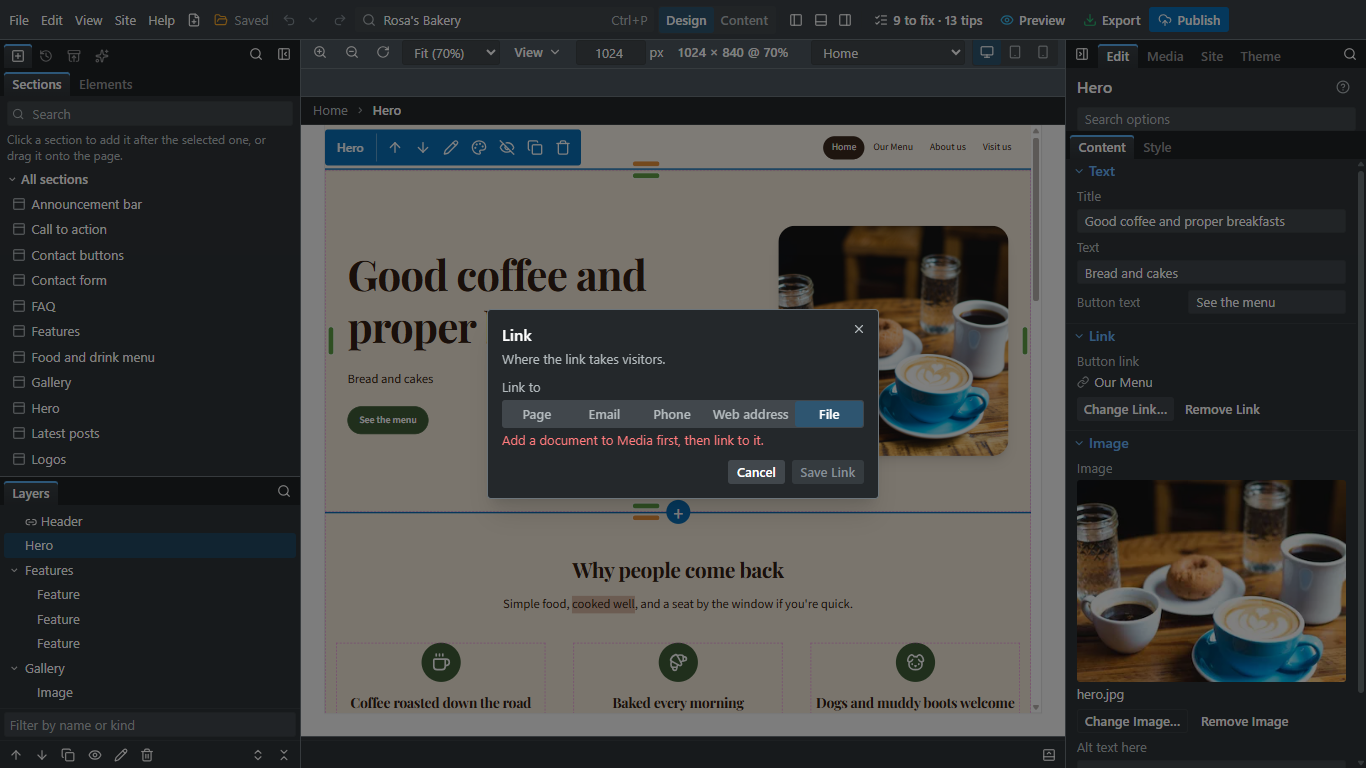 File Edit View Site Help Saved Rosa's Bakery Ctrl+P Design Content 9 to fix · 13 tips Preview Export Publish
Fit (70%) View 1024 px 1024 × 840 @ 70% Home
Edit Media Site Theme
Sections Elements
Search
Click a section to add it after the selected one, or
drag it onto the page.
All sections
Announcement bar
Call to action
Contact buttons
Contact form
FAQ
Features
Food and drink menu
Gallery
Hero
Latest posts
Logos
Layers
Header
Hero
Features
Feature
Feature
Feature
Gallery
Image
Filter by name or kind
Home › Hero
Hero
Home Our Menu About us Visit us
Good coffee and
proper
Bread and cakes
See the menu
Link
Where the link takes visitors.
Link to
Page Email Phone Web address File
Add a document to Media first, then link to it.
Cancel Save Link
Why people come back
Simple food, cooked well, and a seat by the window if you're quick.
Coffee roasted down the road
Baked every morning
Dogs and muddy boots welcome
Hero
Search options
Content Style
Text
Title
Good coffee and proper breakfasts
Text
Bread and cakes
Button text See the menu
Link
Button link
Our Menu
Change Link... Remove Link
Image
Image
hero.jpg
Change Image... Remove Image
Alt text here